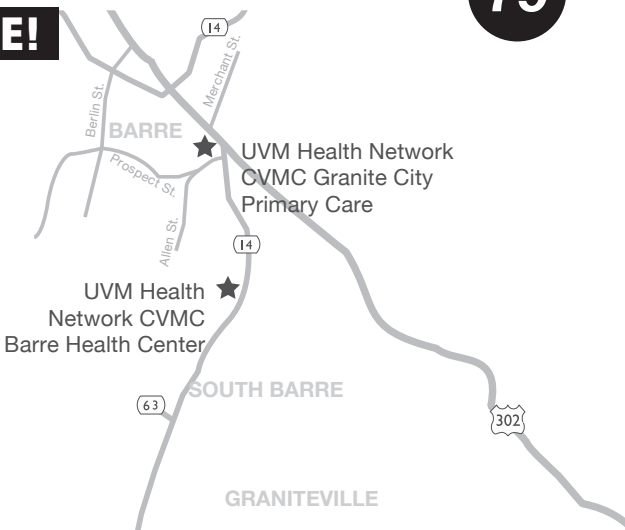 E!
14
Merchant St.
Berlin St.
BARRE
Prospect St.
Allen St.
UVM Health Network
CVMC Granite City
Primary Care
14
UVM Health
Network CVMC
Barre Health Center
SOUTH BARRE
63
302
GRANITEVILLE